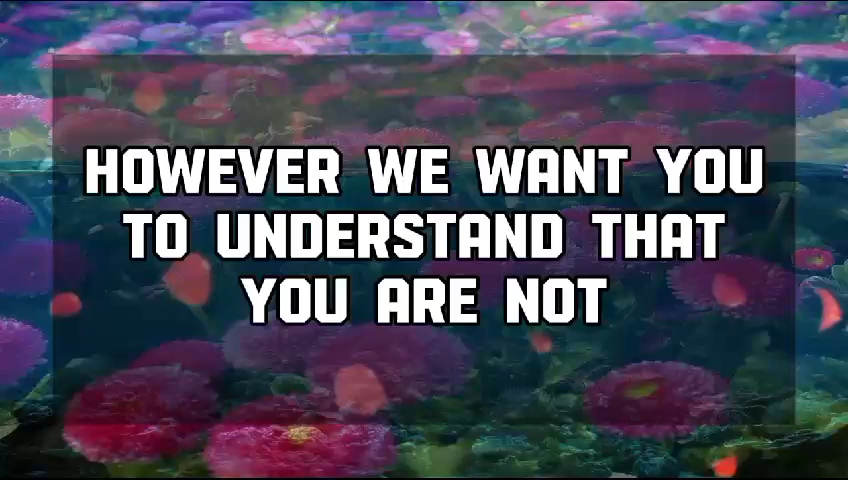 HOWEVER WE WANT YOU
TO UNDERSTAND THAT
YOU ARE NOT